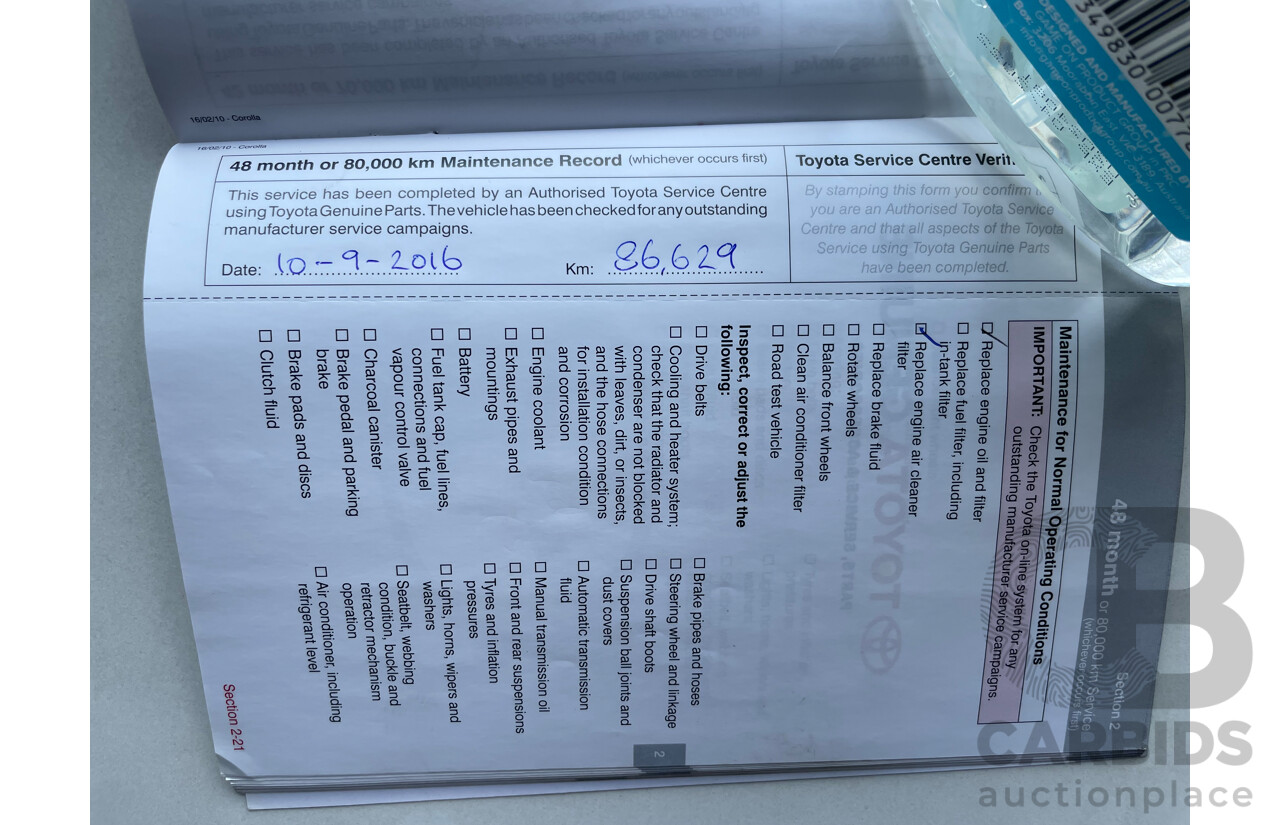 16/02/10 - Corolla
16/02/10 - Corolla
48 month or 80,000 km Maintenance Record (whichever occurs first)
This service has been completed by an Authorised Toyota Service Centre
using Toyota Genuine Parts. The vehicle has been checked for any outstanding
manufacturer service campaigns.
Date: 10-9-2016
Km: 86,629
Toyota Service Centre
By stamping this form you confirm
you are an Authorised Toyota Service
Centre and that all aspects of the Toyota
Service using Toyota Genuine Parts
have been completed.
48 month or 80,000 km Service
(whichever occurs first)
Section 2
Maintenance for Normal Operating Conditions
IMPORTANT: Check the Toyota on-line system for any
outstanding manufacturer service campaigns.
Replace engine oil and filter
Replace fuel filter, including
in-tank filter
Replace engine air cleaner
filter
Replace brake fluid
Rotate wheels
Balance front wheels
Clean air conditioner filter
Road test vehicle
Inspect, correct or adjust the
following:
Drive belts
Cooling and heater system;
check that the radiator and
condenser are not blocked
with leaves, dirt, or insects,
and the hose connections
for installation condition
and corrosion
Engine coolant
Exhaust pipes and
mountings
Battery
Fuel tank cap, fuel lines,
connections and fuel
vapour control valve
Charcoal canister
Brake pedal and parking
brake
Brake pads and discs
Clutch fluid
Brake pipes and hoses
Steering wheel and linkage
Drive shaft boots
Suspension ball joints and
dust covers
Automatic transmission
fluid
Manual transmission oil
Front and rear suspensions
Tyres and inflation
pressures
Lights, horns, wipers and
washers
Seatbelt, webbing
condition, buckle and
retractor mechanism
operation
Air conditioner, including
refrigerant level
2
Section 2-21
DESIGNED AND MANUFACTURED BY
GAME ON PRODUCT GROUP
B
CARBIDS
auctionplace